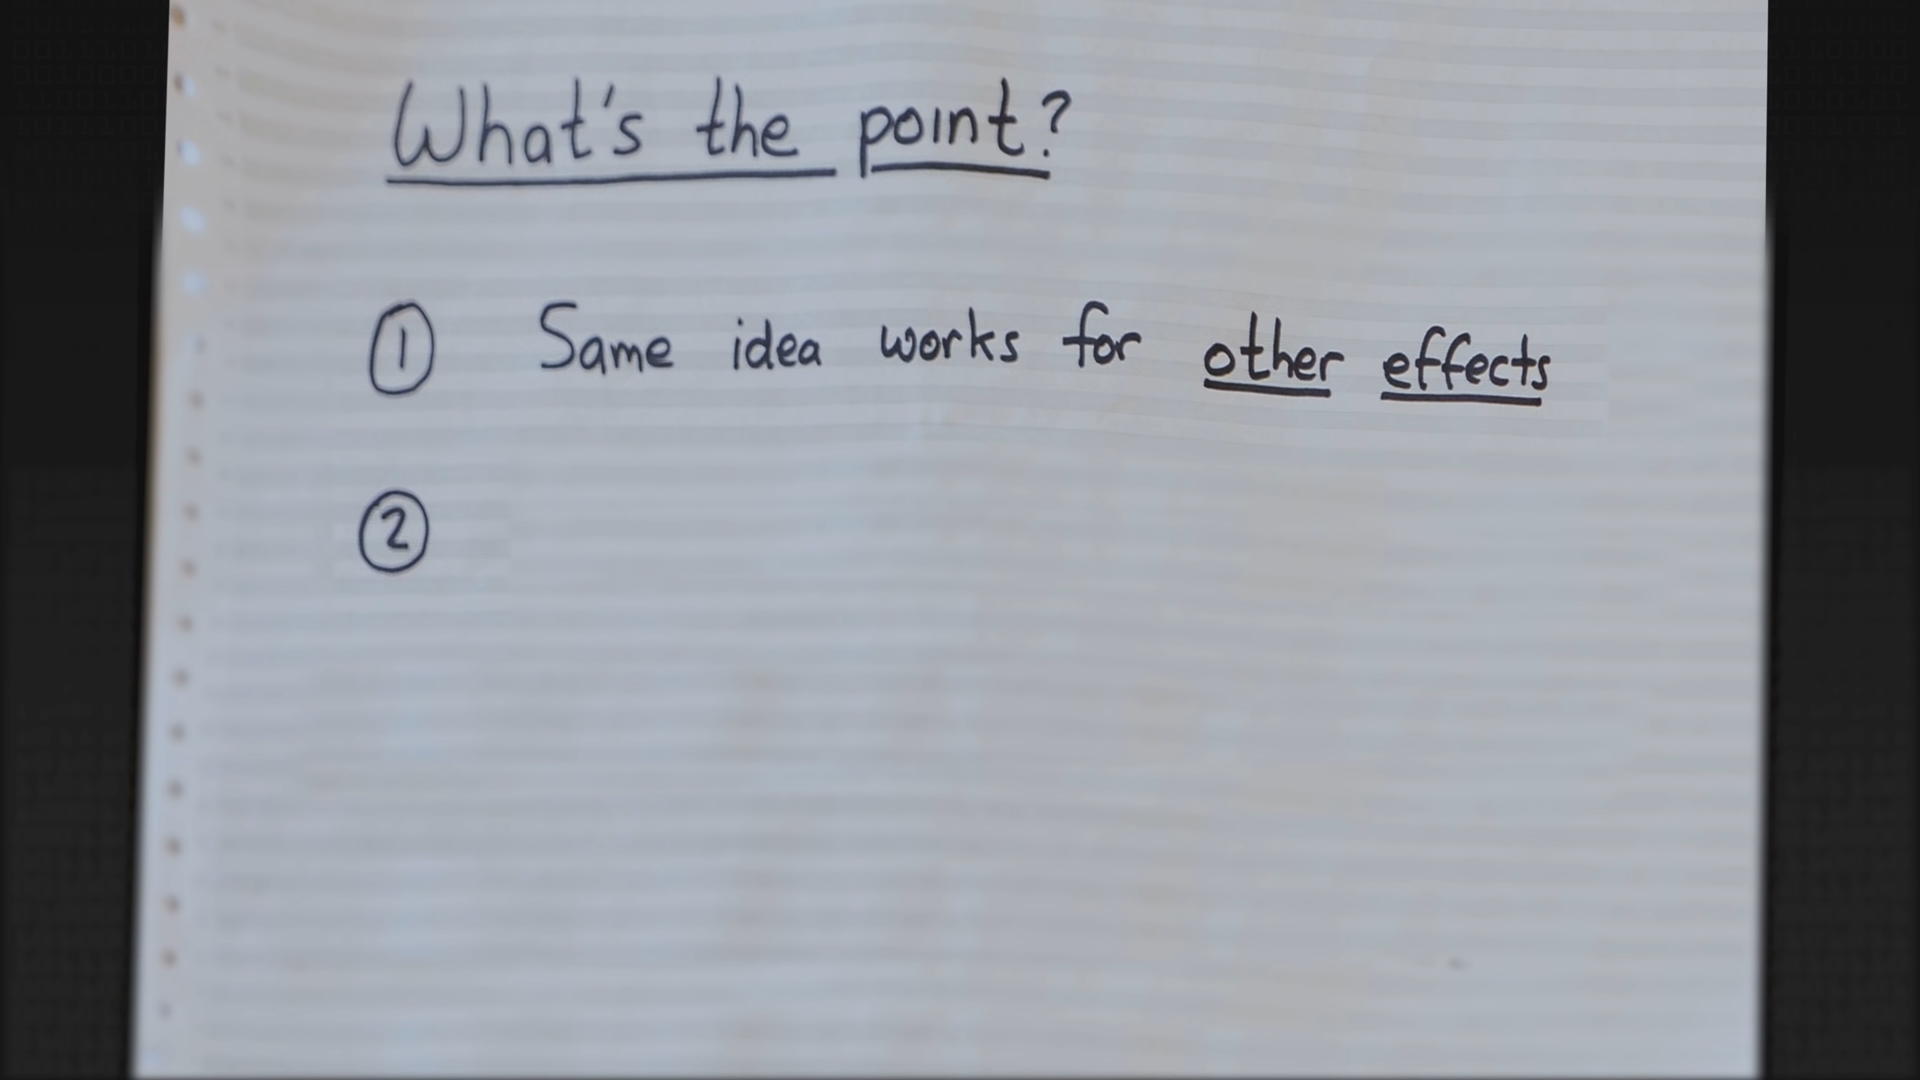 What's the point?
① Same idea works for other effects
②